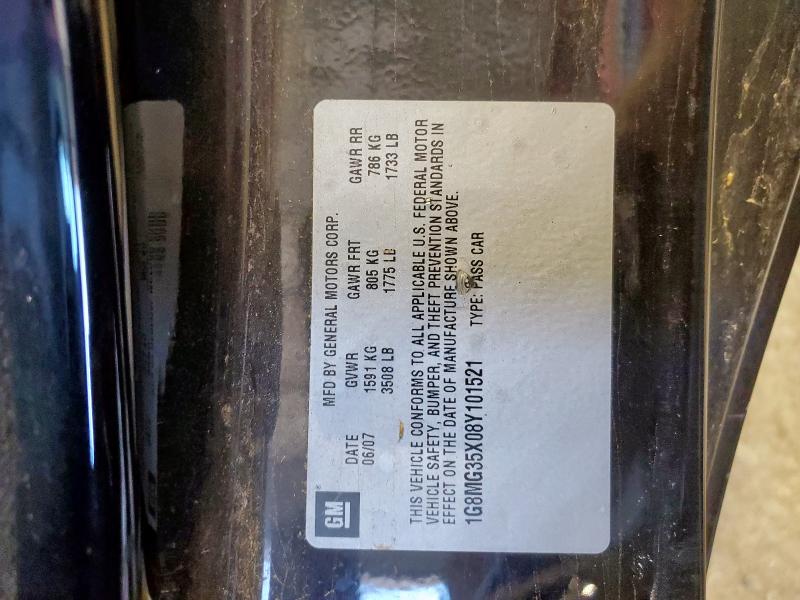 GM
MFD BY GENERAL MOTORS CORP.
DATE GVWR GAWR FRT GAWR RR
06/07 1591 KG 805 KG 786 KG
3508 LB 1775 LB 1733 LB
THIS VEHICLE CONFORMS TO ALL APPLICABLE U.S. FEDERAL MOTOR
VEHICLE SAFETY, BUMPER, AND THEFT PREVENTION STANDARDS IN
EFFECT ON THE DATE OF MANUFACTURE SHOWN ABOVE.
1G8MG35X08Y101521 TYPE: PASS CAR